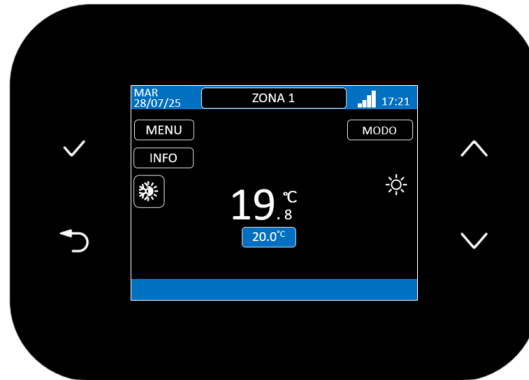 MAR
28/07/25
ZONA 1
17:21
MENU
MODO
INFO
19.8 °C
20.0°C